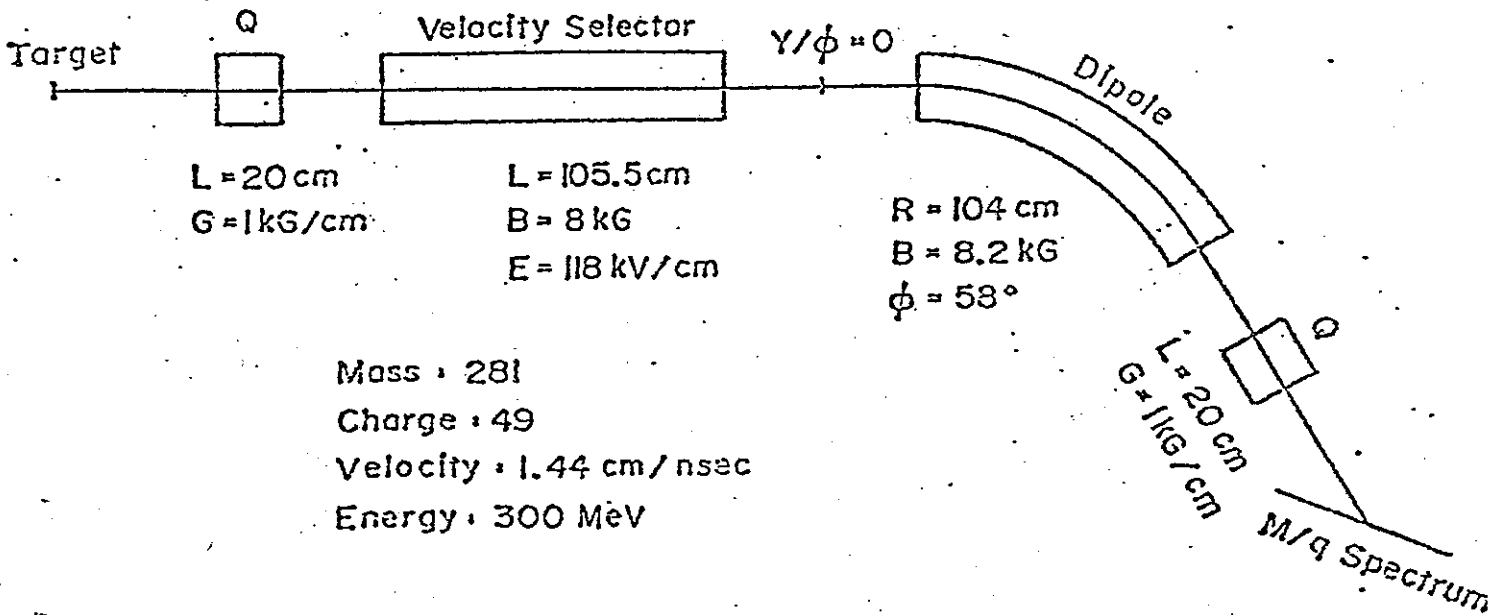 Target
Q
Velocity Selector
Y/ϕ = 0
Dipole
L = 20 cm
G = 1 kG/cm
L = 105.5 cm
B = 8 kG
E = 118 kV/cm
R = 104 cm
B = 8.2 kG
ϕ = 58°
Q
L = 20 cm
G = 1 kG/cm
Mass : 281
Charge : 49
Velocity : 1.44 cm/nsec
Energy : 300 MeV
M/q Spectrum